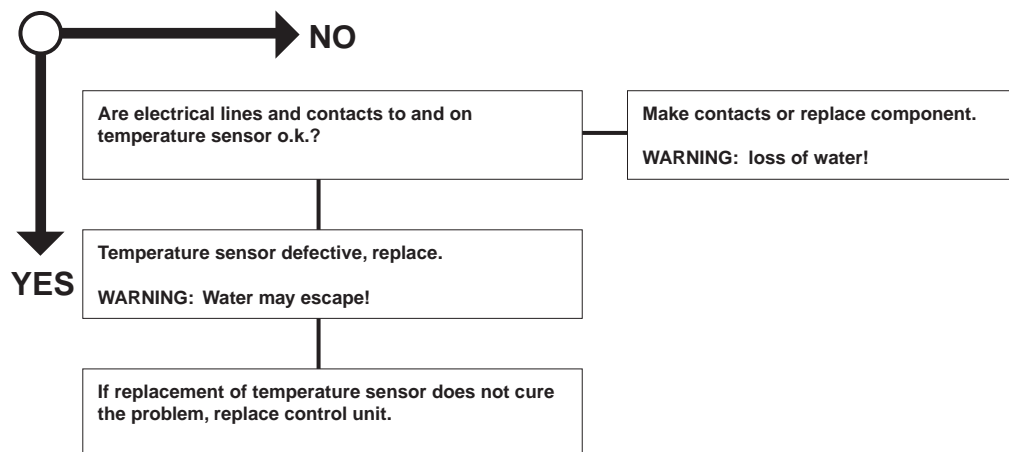 NO
Are electrical lines and contacts to and on
temperature sensor o.k.?
Make contacts or replace component.
WARNING: loss of water!
YES
Temperature sensor defective, replace.
WARNING: Water may escape!
If replacement of temperature sensor does not cure
the problem, replace control unit.